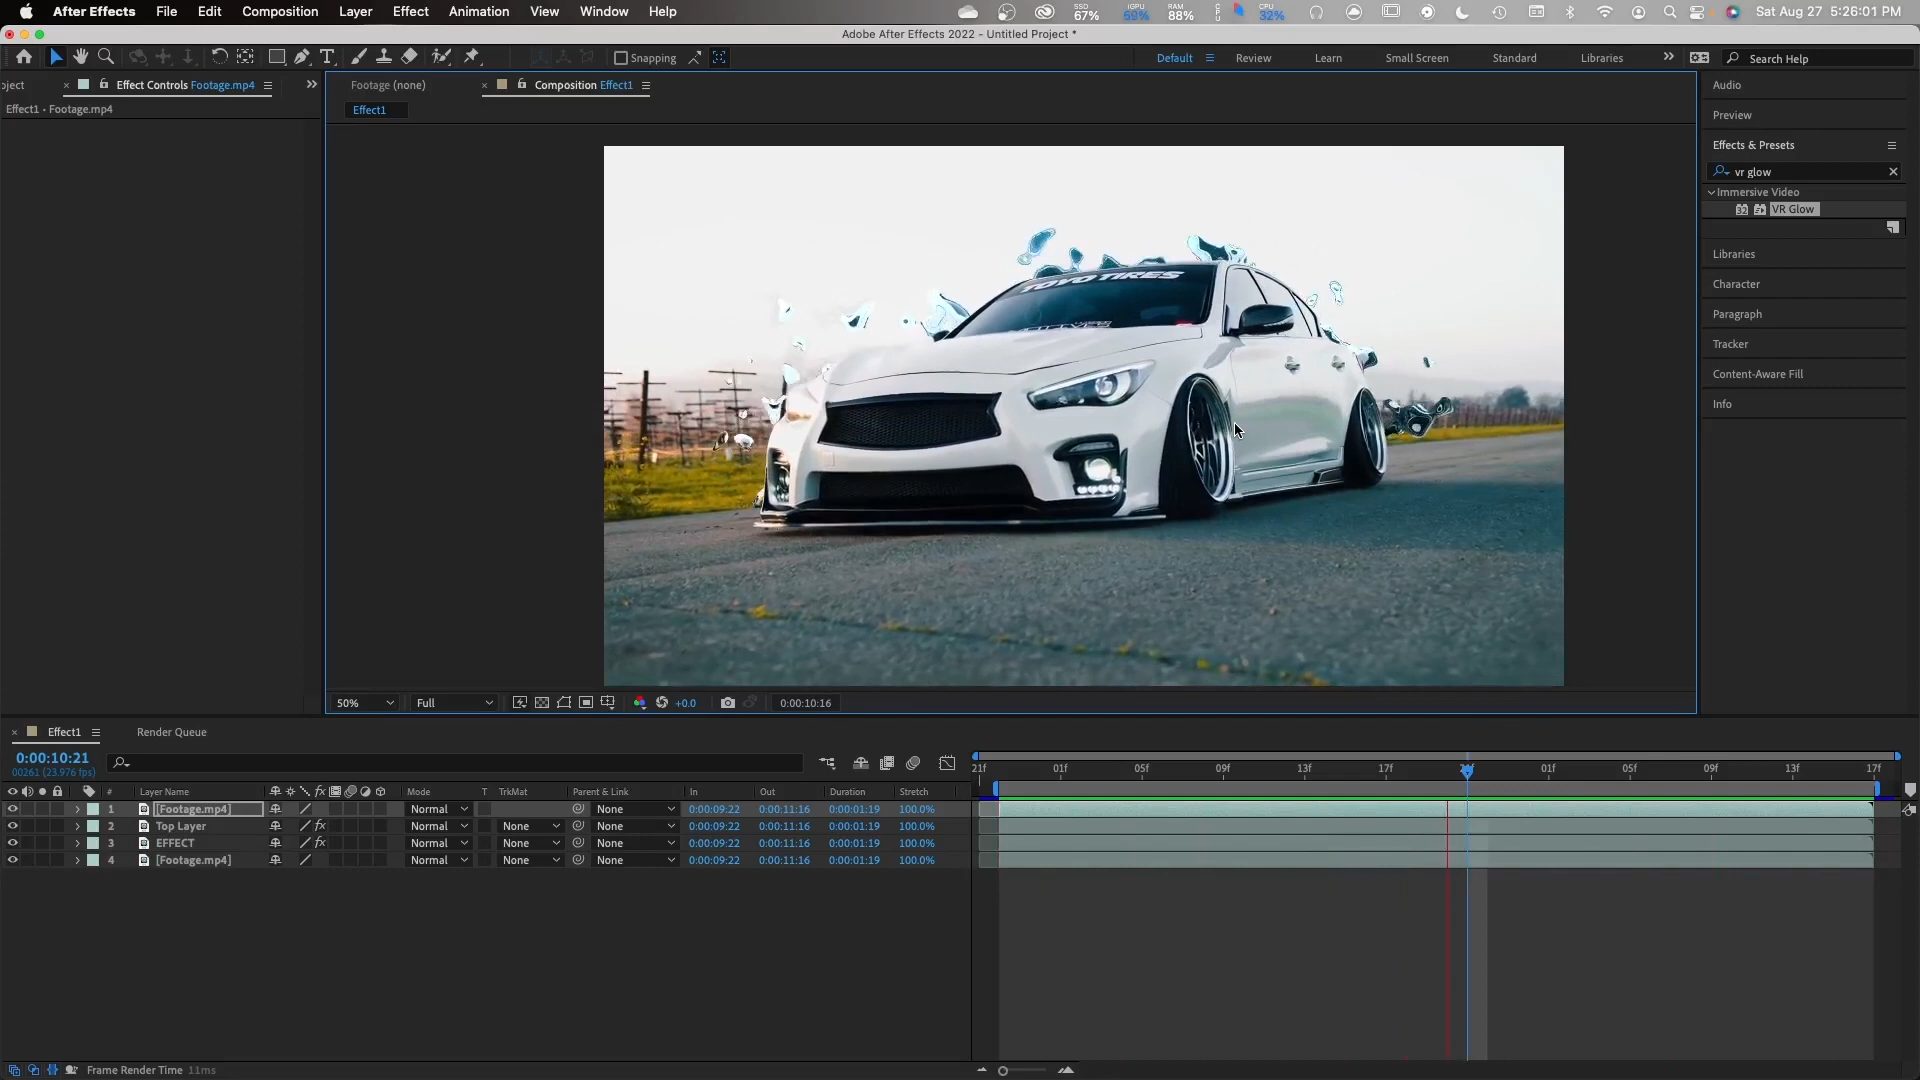 After Effects File Edit Composition Layer Effect Animation View Window Help
SSD 67% iGPU 59% RAM 88% CPU 32%
Sat Aug 27 5:26:01 PM
Adobe After Effects 2022 - Untitled Project *
Snapping
Default Review Learn Small Screen Standard Libraries
Search Help
oject Effect Controls Footage.mp4
Effect1 • Footage.mp4
Footage (none) Composition Effect1
Effect1
Audio
Preview
Effects & Presets
vr glow
Immersive Video
32 VR Glow
Libraries
Character
Paragraph
Tracker
Content-Aware Fill
Info
TOYO TIRES
50% Full +0.0 0:00:10:16
Effect1 Render Queue
0:00:10:21
00261 (23.976 fps)
21f 01f 05f 09f 13f 17f 01f 05f 09f 13f 17f
# Layer Name fx Mode T TrkMat Parent & Link In Out Duration Stretch
1 [Footage.mp4] Normal None 0:00:09:22 0:00:11:16 0:00:01:19 100.0%
2 Top Layer fx Normal None None 0:00:09:22 0:00:11:16 0:00:01:19 100.0%
3 EFFECT fx Normal None None 0:00:09:22 0:00:11:16 0:00:01:19 100.0%
4 [Footage.mp4] Normal None None 0:00:09:22 0:00:11:16 0:00:01:19 100.0%
Frame Render Time 11ms